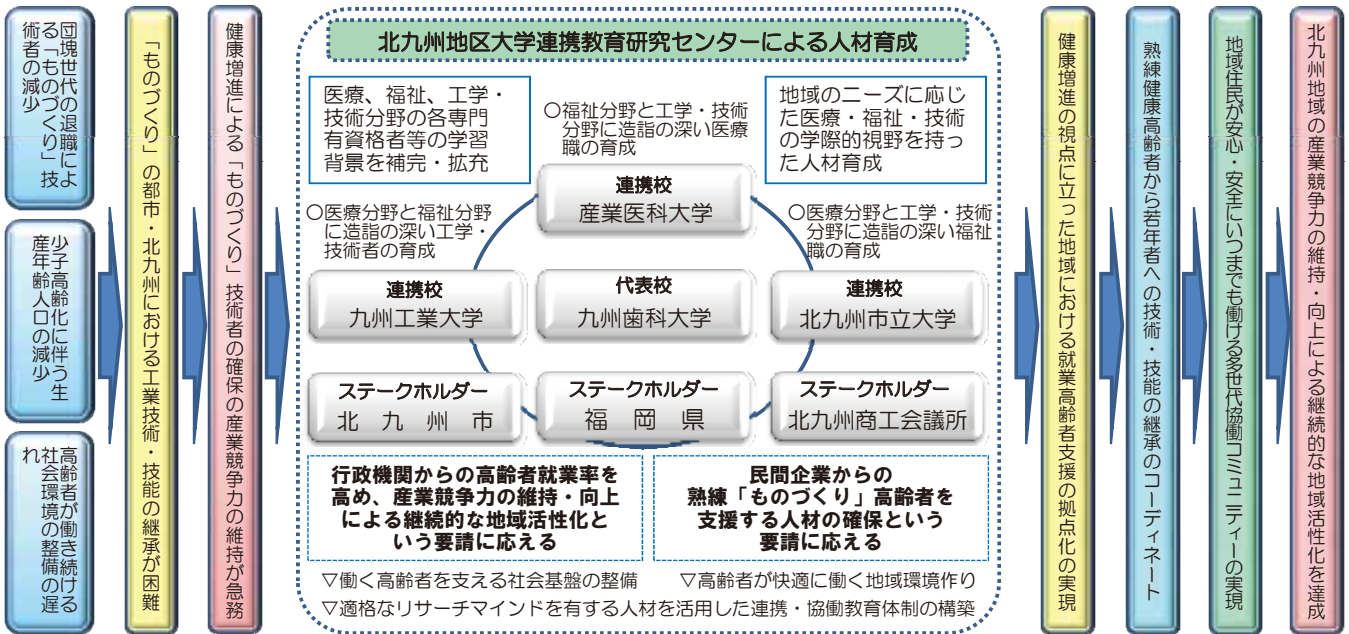 団塊世代の退職によ
る「ものづくり」技
術者の減少
少子高齢化に伴う生
産年齢人口の減少
高齢者が働き続ける
社会環境の整備の遅
れ
「ものづくり」の都市・北九州における工業技術・技能の継承が困難
健康増進による「ものづくり」技術者の確保の産業競争力の維持が急務
北九州地区大学連携教育研究センターによる人材育成
医療、福祉、工学・
技術分野の各専門
有資格者等の学習
背景を補完・拡充
○福祉分野と工学・技術
分野に造詣の深い医療
職の育成
地域のニーズに応じ
た医療・福祉・技術
の学際的視野を持っ
た人材育成
連携校
産業医科大学
○医療分野と福祉分野
に造詣の深い工学・
技術者の育成
○医療分野と工学・技術
分野に造詣の深い福祉
職の育成
連携校
九州工業大学
代表校
九州歯科大学
連携校
北九州市立大学
ステークホルダー
北九州市
ステークホルダー
福岡県
ステークホルダー
北九州商工会議所
行政機関からの高齢者就業率を
高め、産業競争力の維持・向上
による継続的な地域活性化と
いう要請に応える
民間企業からの
熟練「ものづくり」高齢者を
支援する人材の確保という
要請に応える
▽働く高齢者を支える社会基盤の整備
▽高齢者が快適に働く地域環境作り
▽適格なリサーチマインドを有する人材を活用した連携・協働教育体制の構築
健康増進の視点に立った地域における就業高齢者支援の拠点化の実現
熟練健康高齢者から若年者への技術・技能の継承のコーディネート
地域住民が安心・安全にいつまでも働ける多世代協働コミュニティーの実現
北九州地域の産業競争力の維持・向上による継続的な地域活性化を達成